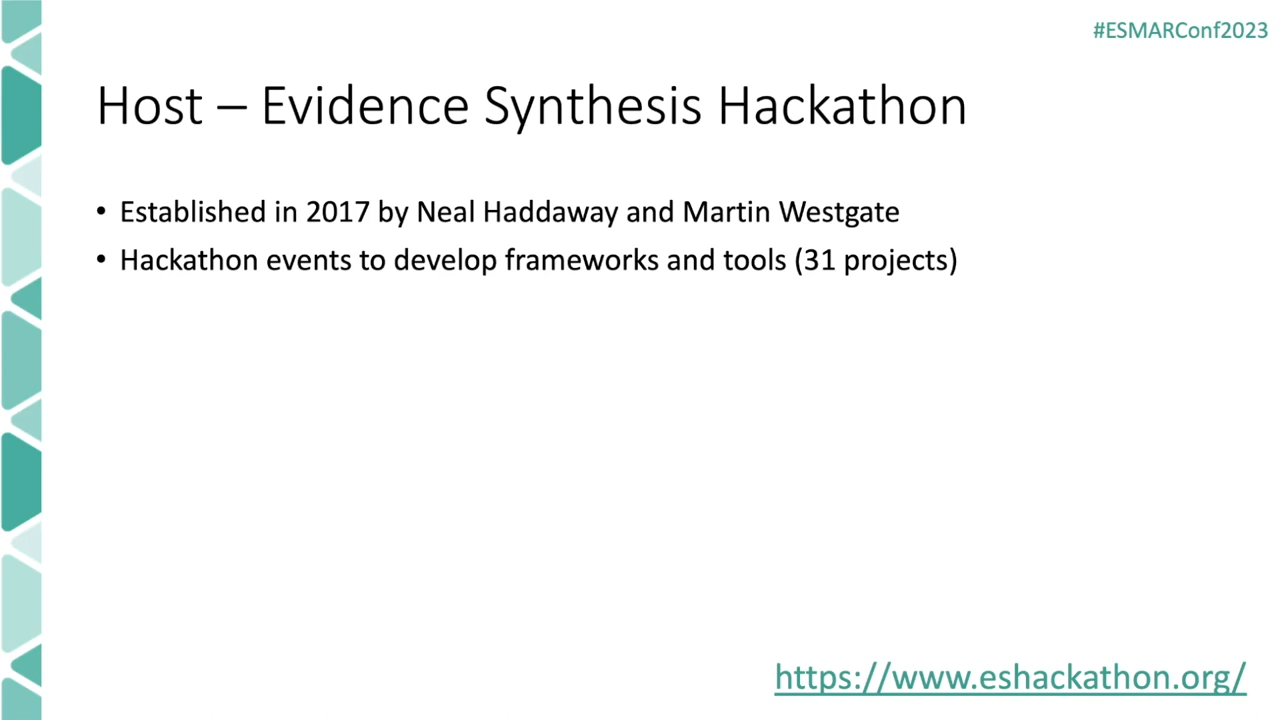 #ESMARConf2023
Host – Evidence Synthesis Hackathon
• Established in 2017 by Neal Haddaway and Martin Westgate
• Hackathon events to develop frameworks and tools (31 projects)
https://www.eshackathon.org/